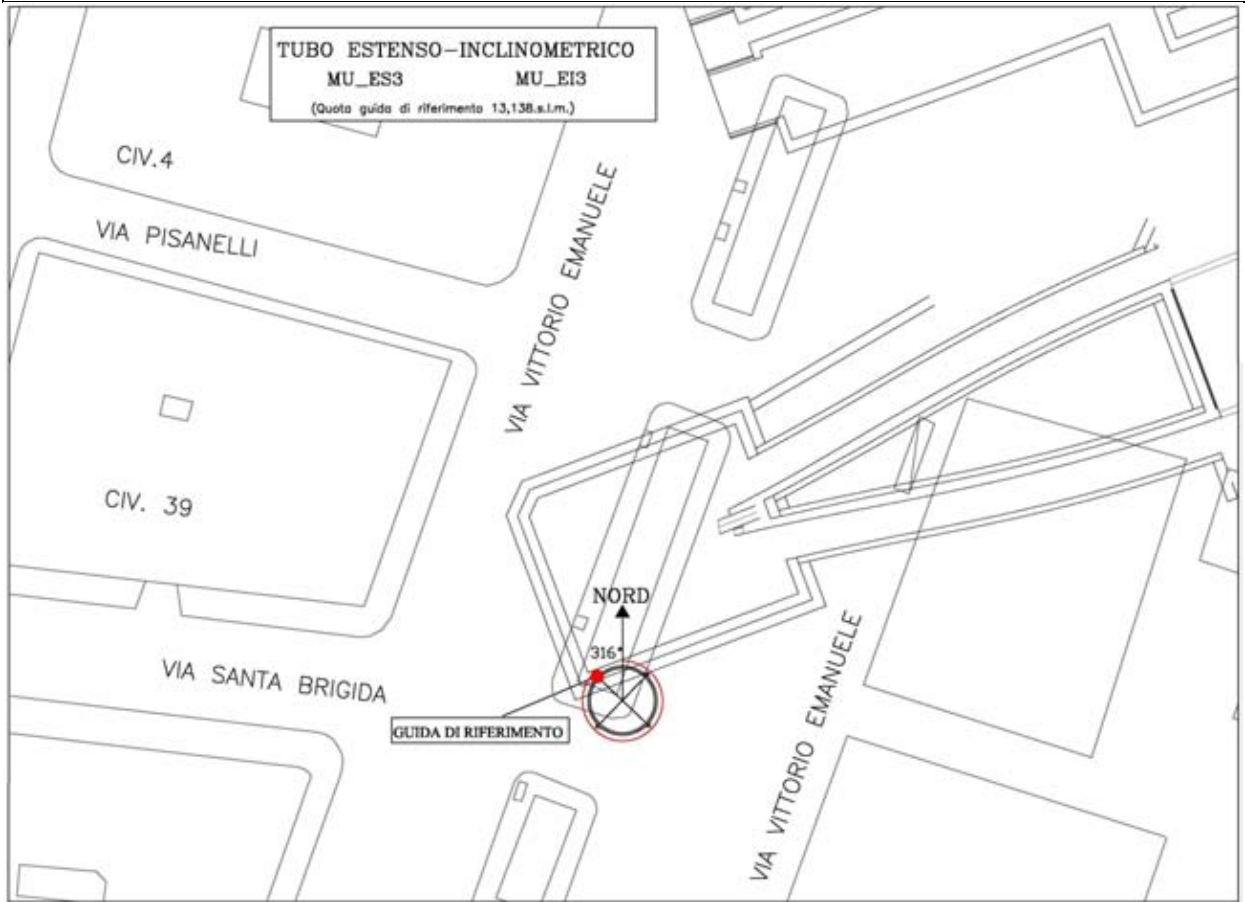 TUBO ESTENSO-INCLINOMETRICO
MU_ES3 MU_EI3
(Quota guida di riferimento 13,138.s.l.m.)
CIV.4
VIA PISANELLI
VIA VITTORIO EMANUELE
CIV. 39
NORD
316°
VIA SANTA BRIGIDA
GUIDA DI RIFERIMENTO
VIA VITTORIO EMANUELE